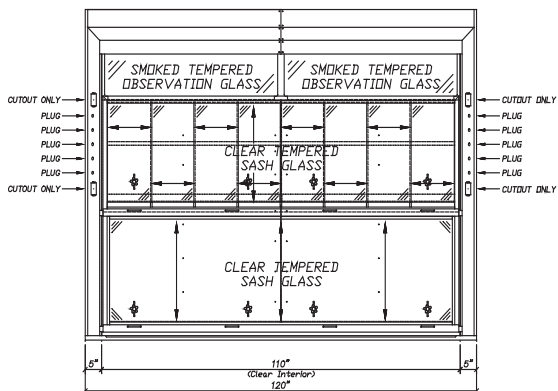 SMOKED TEMPERED
OBSERVATION GLASS
SMOKED TEMPERED
OBSERVATION GLASS
CUTOUT ONLY
PLUG
PLUG
PLUG
PLUG
PLUG
CUTOUT ONLY
CUTOUT ONLY
PLUG
PLUG
PLUG
PLUG
PLUG
CUTOUT ONLY
CLEAR TEMPERED
SASH GLASS
CLEAR TEMPERED
SASH GLASS
5" 110" 5"
(Clear Interior)
120"